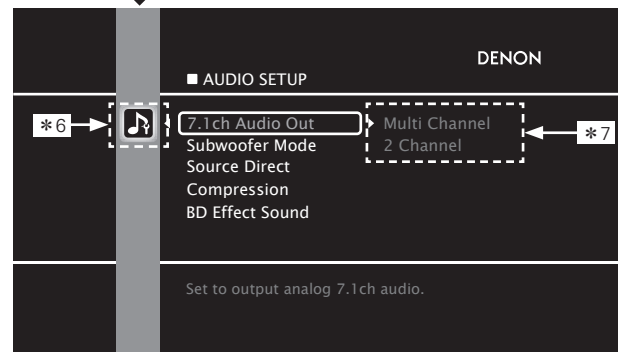 DENON
■ AUDIO SETUP
*6
7.1ch Audio Out
Multi Channel
*7
Subwoofer Mode
2 Channel
Source Direct
Compression
BD Effect Sound
Set to output analog 7.1ch audio.